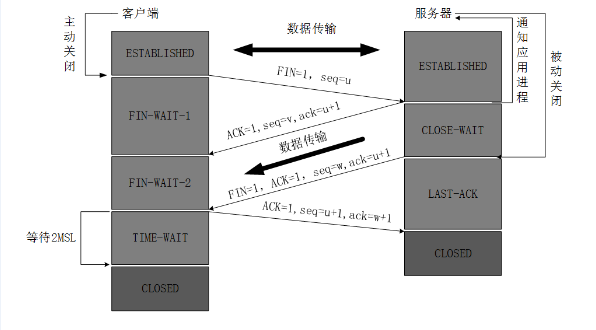 客户端
服务器
主动关闭
数据传输
通知应用进程
被动关闭
ESTABLISHED
ESTABLISHED
FIN=1, seq=u
FIN-WAIT-1
ACK=1,seq=v,ack=u+1
CLOSE-WAIT
数据传输
FIN-WAIT-2
FIN=1, ACK=1, seq=w,ack=u+1
LAST-ACK
ACK=1,seq=u+1,ack=w+1
等待2MSL
TIME-WAIT
CLOSED
CLOSED